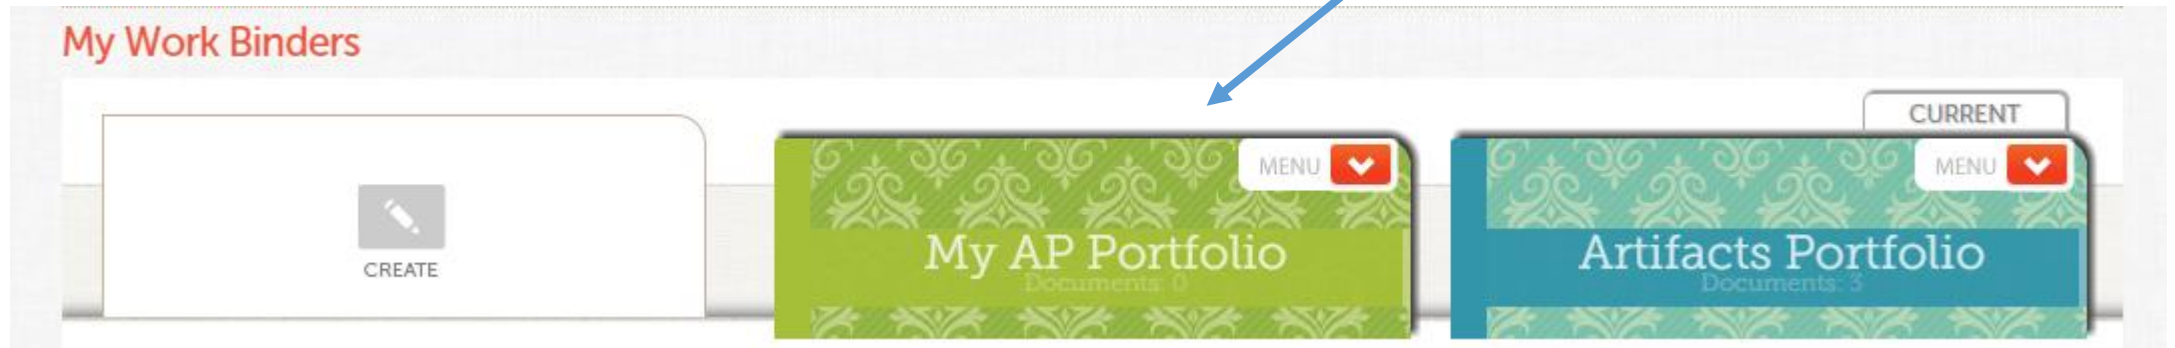 My Work Binders
CREATE
MENU
My AP Portfolio
Documents: 0
CURRENT
MENU
Artifacts Portfolio
Documents: 3